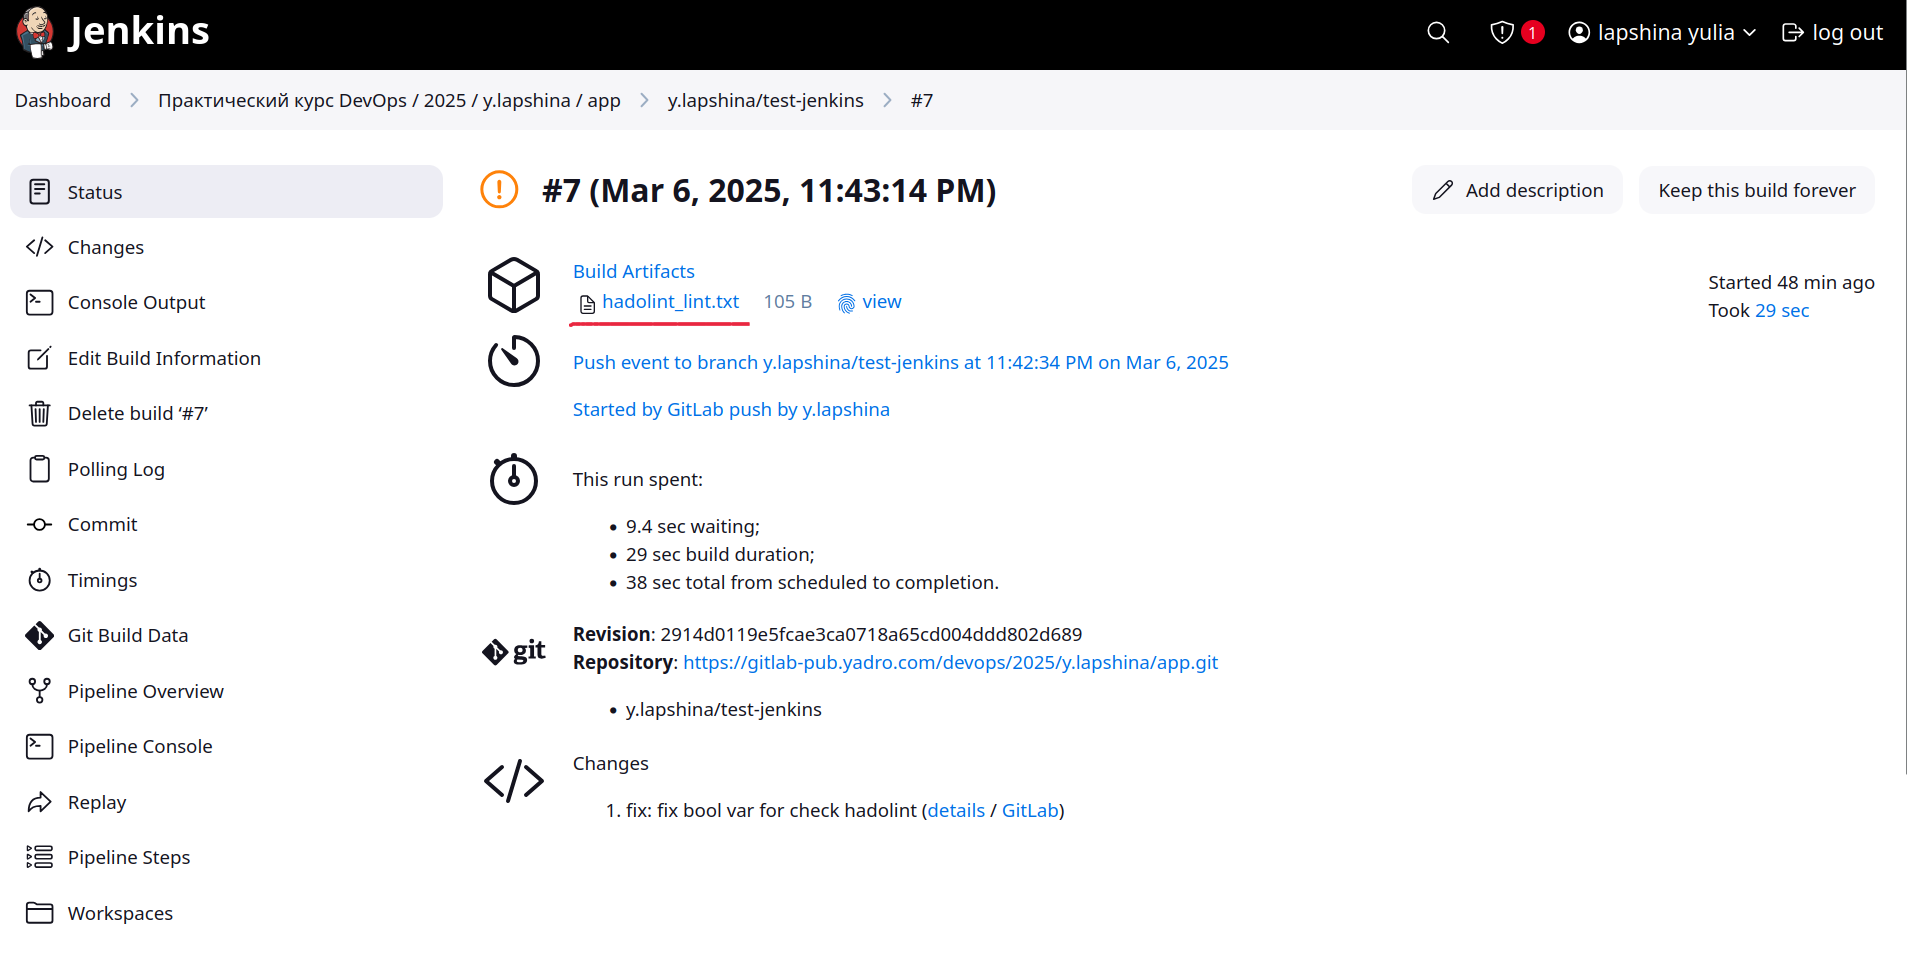 Jenkins
1
lapshina yulia
log out
Dashboard
Практический курс DevOps / 2025 / y.lapshina / app
y.lapshina/test-jenkins
#7
Status
Changes
Console Output
Edit Build Information
Delete build ‘#7’
Polling Log
Commit
Timings
Git Build Data
Pipeline Overview
Pipeline Console
Replay
Pipeline Steps
Workspaces
#7 (Mar 6, 2025, 11:43:14 PM)
Add description
Keep this build forever
Build Artifacts
hadolint_lint.txt 105 B view
Started 48 min ago
Took 29 sec
Push event to branch y.lapshina/test-jenkins at 11:42:34 PM on Mar 6, 2025
Started by GitLab push by y.lapshina
This run spent:
• 9.4 sec waiting;
• 29 sec build duration;
• 38 sec total from scheduled to completion.
git
Revision: 2914d0119e5fcae3ca0718a65cd004ddd802d689
Repository: https://gitlab-pub.yadro.com/devops/2025/y.lapshina/app.git
• y.lapshina/test-jenkins
Changes
1. fix: fix bool var for check hadolint (details / GitLab)